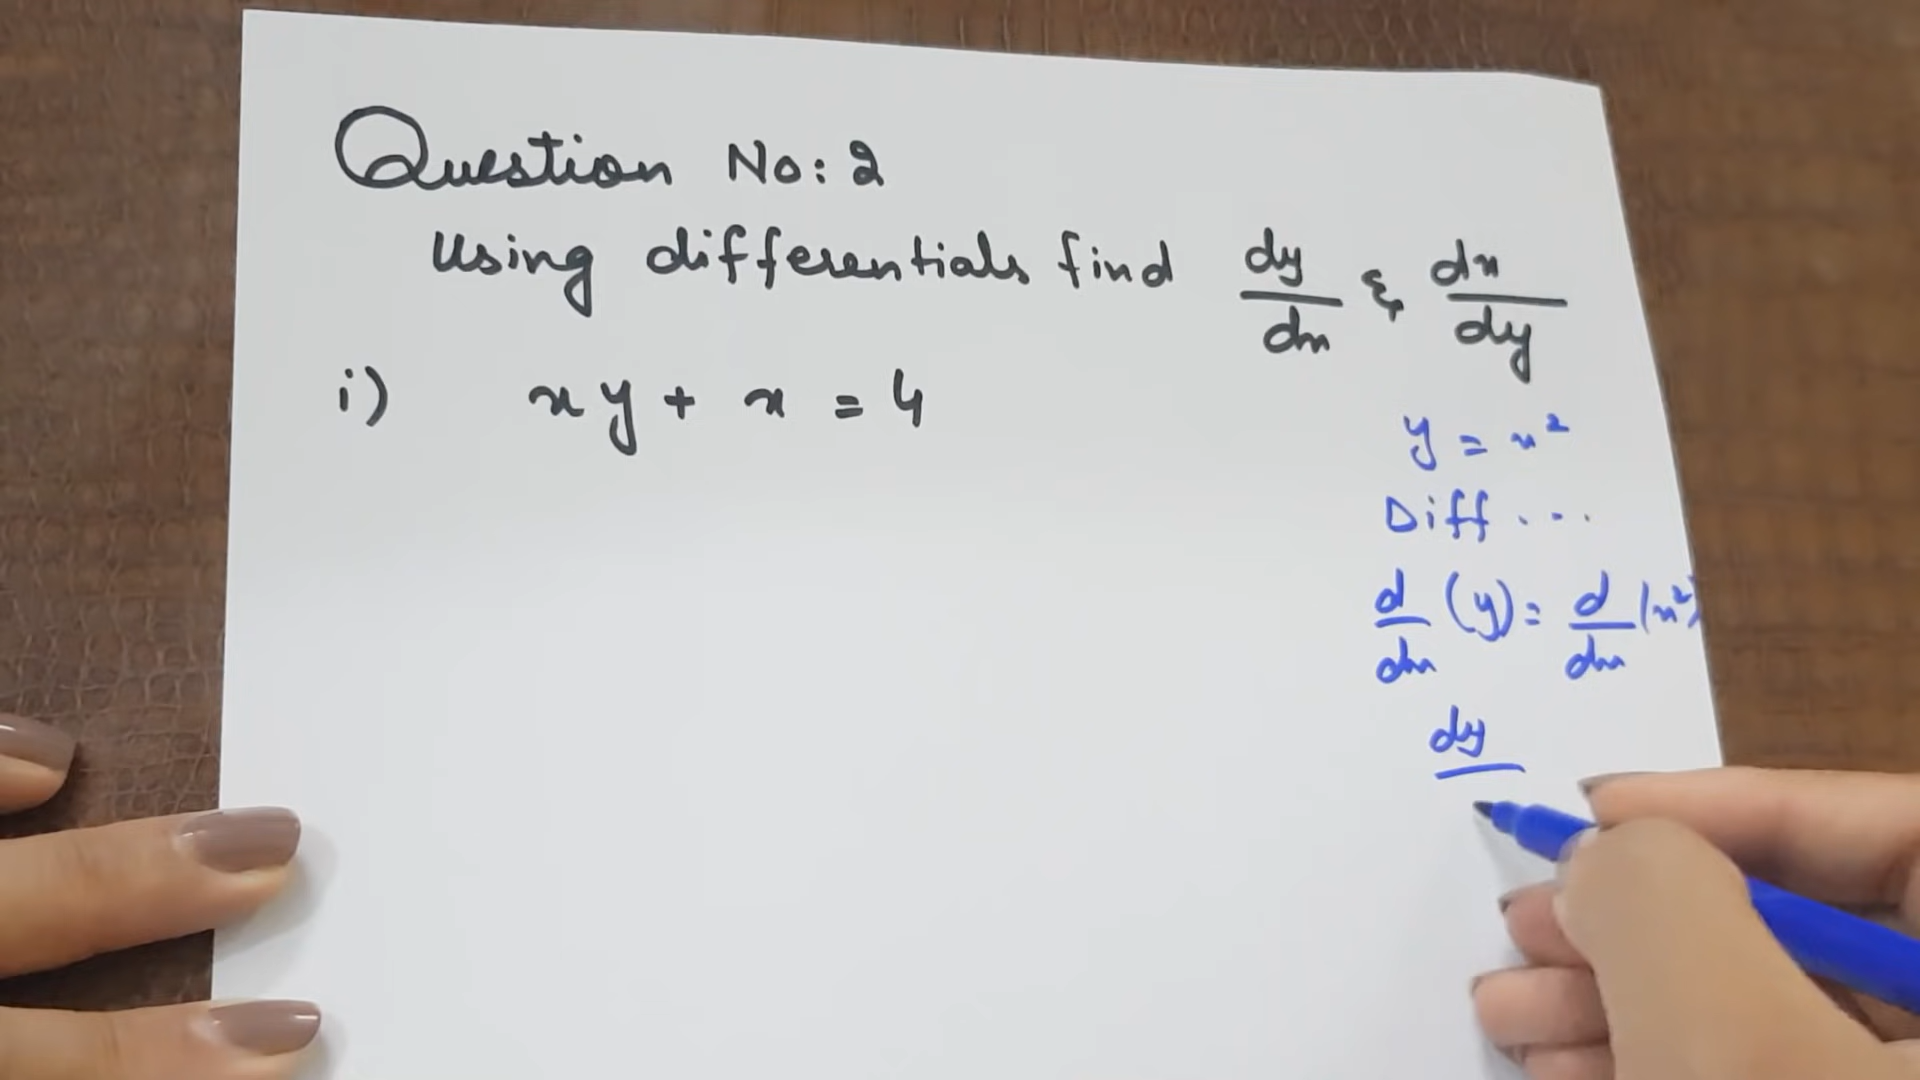 Question No: 2
Using differentials find dy/dx & dx/dy
i) xy + x = 4
y = x²
Diff ...
d/dx (y) = d/dx (x²)
dy